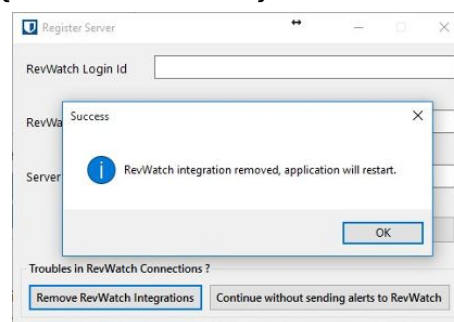 Register Server
RevWatch Login Id
RevWa
Success
RevWatch integration removed, application will restart.
Server
OK
Troubles in RevWatch Connections ?
Remove RevWatch Integrations Continue without sending alerts to RevWatch